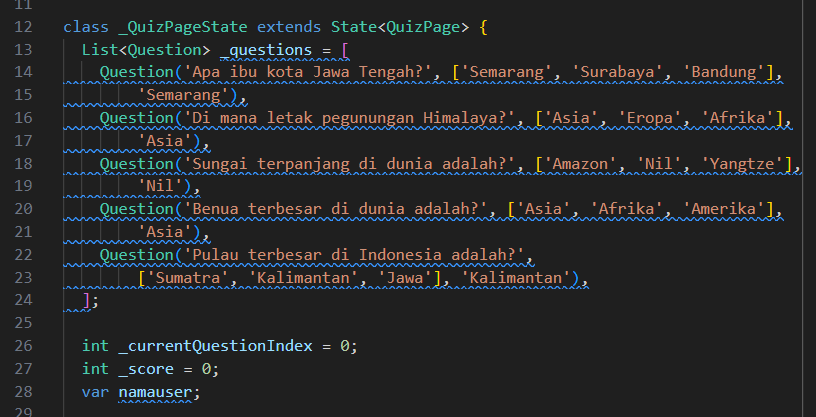 11
12 class _QuizPageState extends State<QuizPage> {
13 List<Question> _questions = [
14 Question('Apa ibu kota Jawa Tengah?', ['Semarang', 'Surabaya', 'Bandung'],
15 'Semarang'),
16 Question('Di mana letak pegunungan Himalaya?', ['Asia', 'Eropa', 'Afrika'],
17 'Asia'),
18 Question('Sungai terpanjang di dunia adalah?', ['Amazon', 'Nil', 'Yangtze'],
19 'Nil'),
20 Question('Benua terbesar di dunia adalah?', ['Asia', 'Afrika', 'Amerika'],
21 'Asia'),
22 Question('Pulau terbesar di Indonesia adalah?',
23 ['Sumatra', 'Kalimantan', 'Jawa'], 'Kalimantan'),
24 ];
25
26 int _currentQuestionIndex = 0;
27 int _score = 0;
28 var namauser;
29